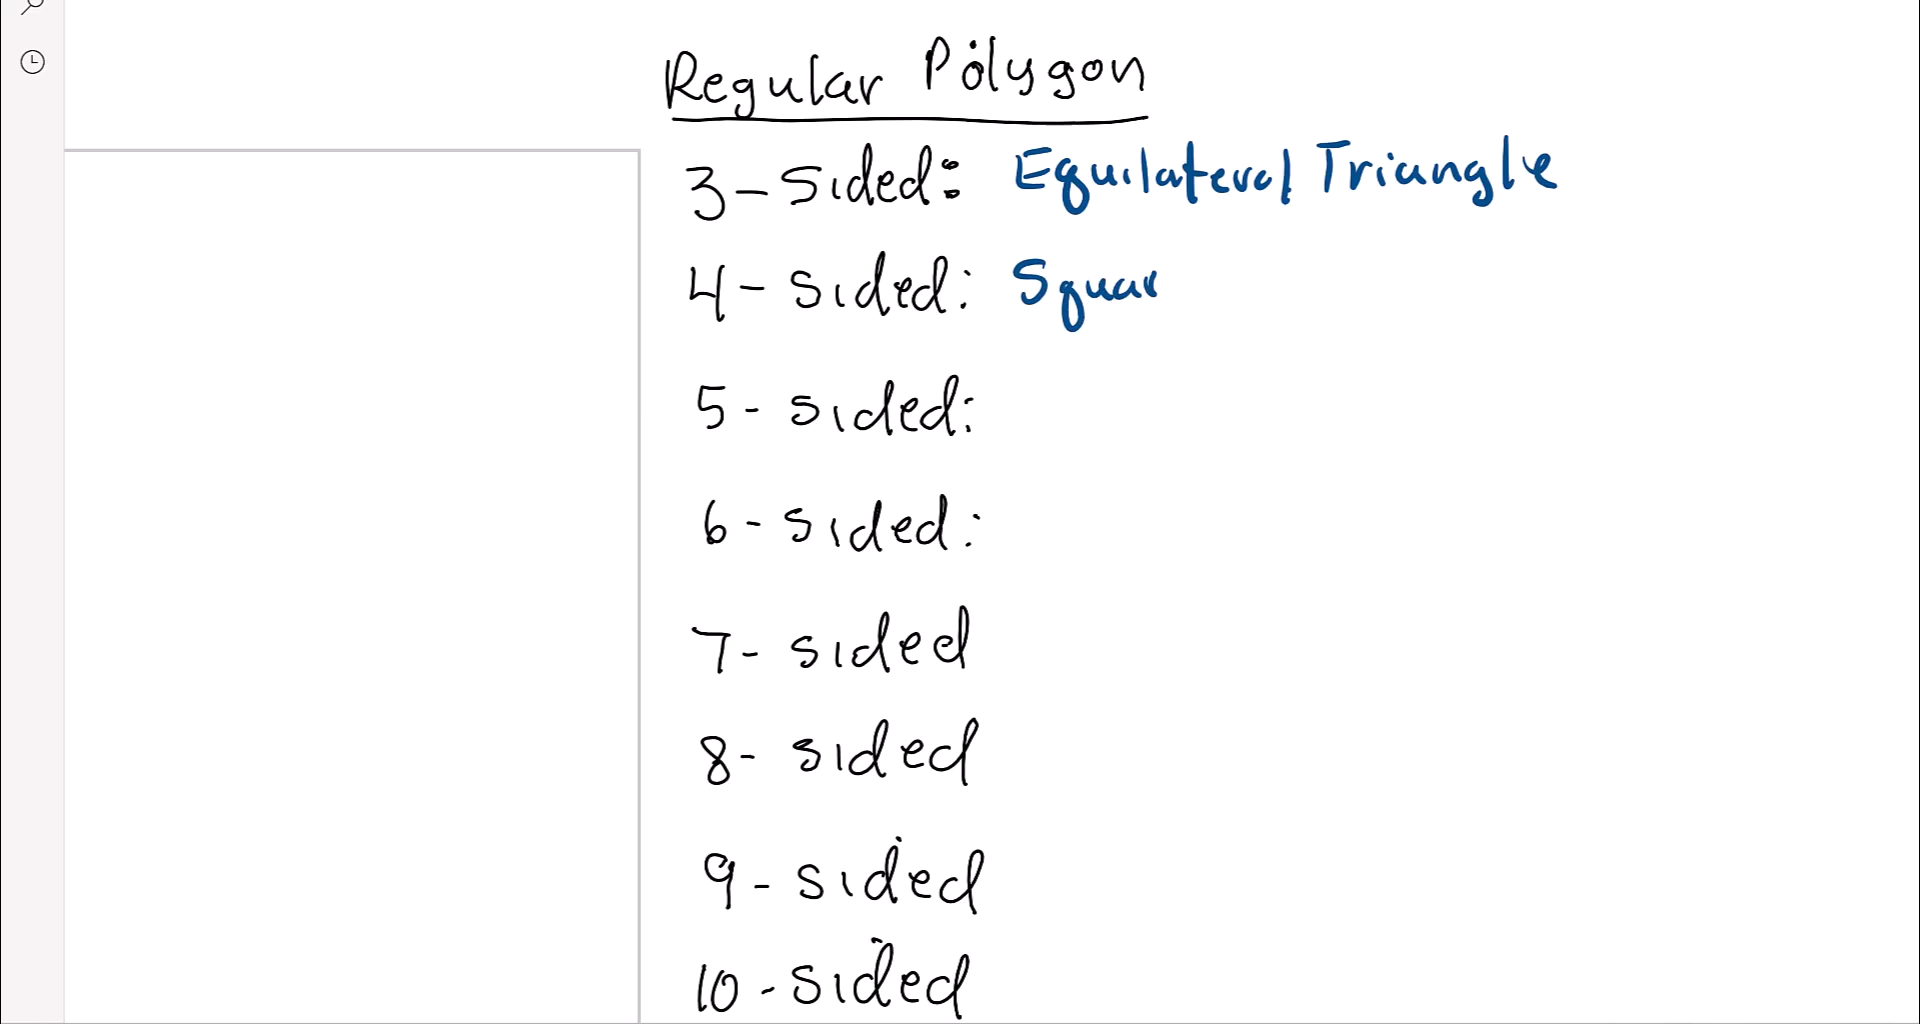 Regular Polygon
3-Sided: Equilateral Triangle
4-sided: Squar
5-sided:
6-sided:
7-sided
8-sided
9-sided
10-sided